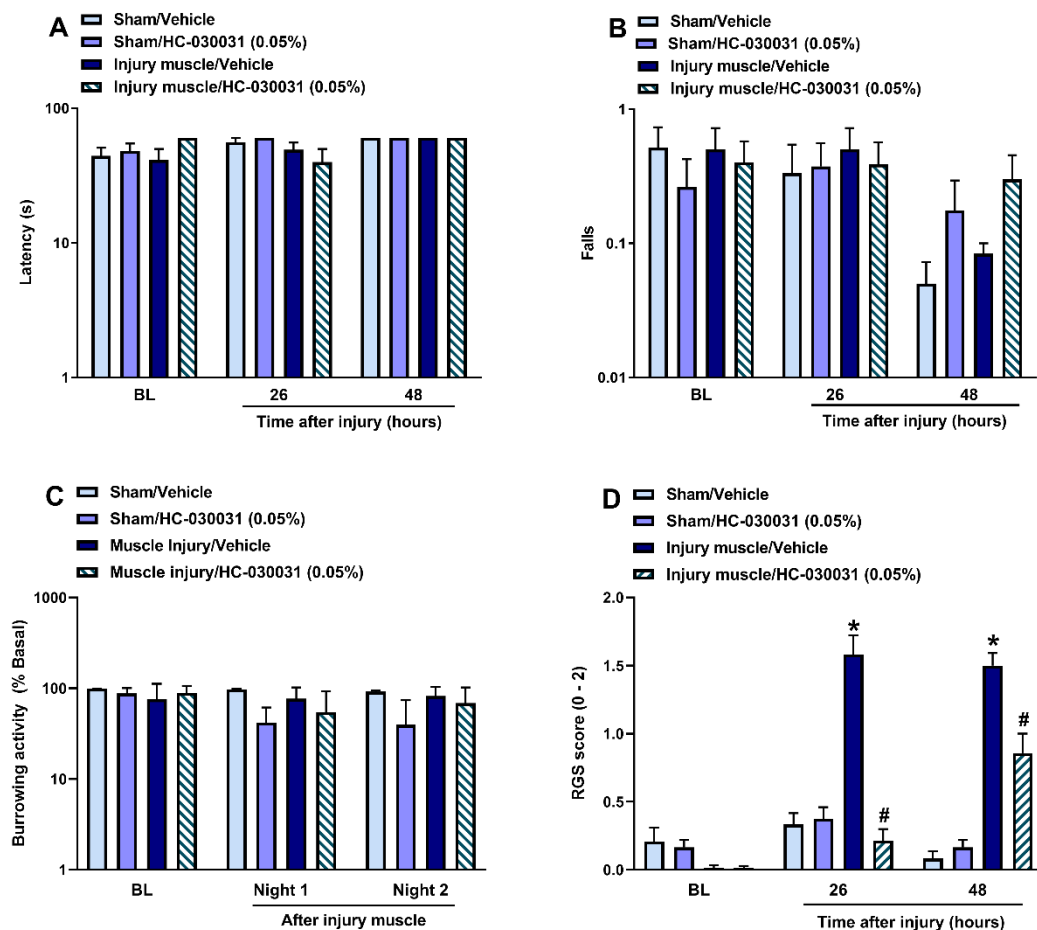 A
Sham/Vehicle
Sham/HC-030031 (0.05%)
Injury muscle/Vehicle
Injury muscle/HC-030031 (0.05%)
100
10
1
Latency (s)
BL
26
48
Time after injury (hours)
B
Sham/Vehicle
Sham/HC-030031 (0.05%)
Injury muscle/Vehicle
Injury muscle/HC-030031 (0.05%)
1
0.1
0.01
Falls
BL
26
48
Time after injury (hours)
C
Sham/Vehicle
Sham/HC-030031 (0.05%)
Muscle Injury/Vehicle
Muscle injury/HC-030031 (0.05%)
1000
100
10
1
Burrowing activity (% Basal)
BL
Night 1
Night 2
After injury muscle
D
Sham/Vehicle
Sham/HC-030031 (0.05%)
Injury muscle/Vehicle
Injury muscle/HC-030031 (0.05%)
2.0
1.5
1.0
0.5
0.0
RGS score (0 - 2)
*
#
*
#
BL
26
48
Time after injury (hours)